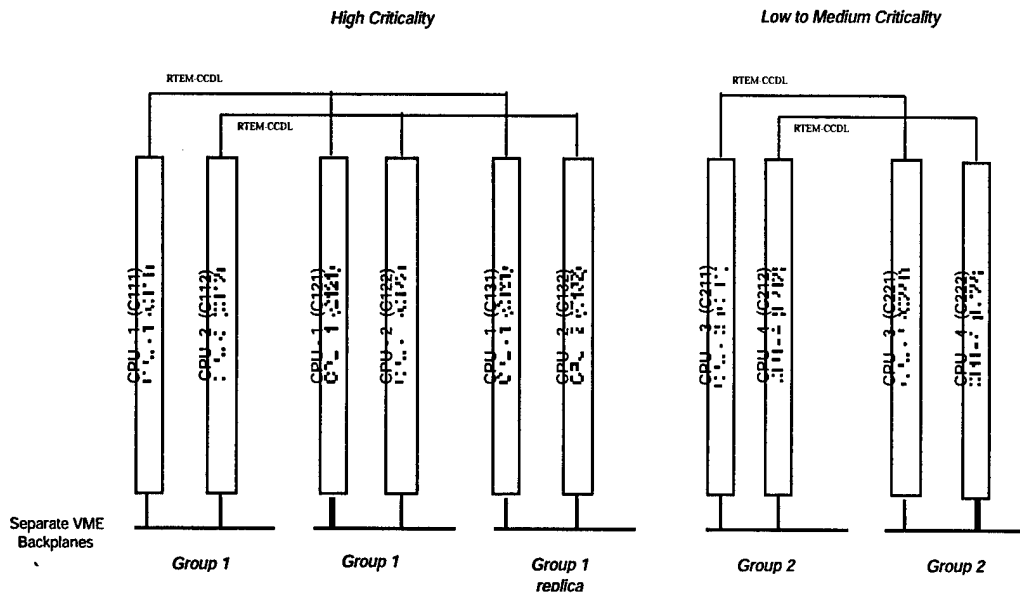 High Criticality
Low to Medium Criticality
RTEM-CCDL
RTEM-CCDL
RTEM-CCDL
RTEM-CCDL
CPU - 1 (C111)
CPU - 2 (C112)
CPU - 1 (C121)
CPU - 2 (C122)
CPU - 1 (C131)
CPU - 2 (C132)
CPU - 3 (C211)
CPU - 4 (C212)
CPU - 3 (C221)
CPU - 4 (C222)
Separate VME
Backplanes
Group 1
Group 1
Group 1
replica
Group 2
Group 2